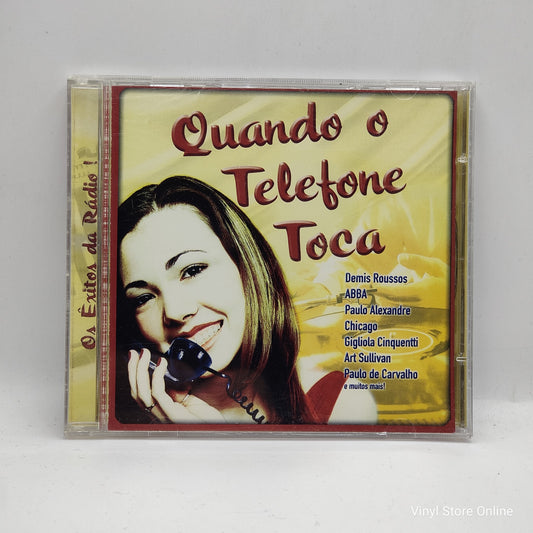 Os Êxitos da Rádio !
Quando o
Telefone
Toca
Demis Roussos
ABBA
Paulo Alexandre
Chicago
Gigliola Cinquentti
Art Sullivan
Paulo de Carvalho
e muitos mais!
Vinyl Store Online